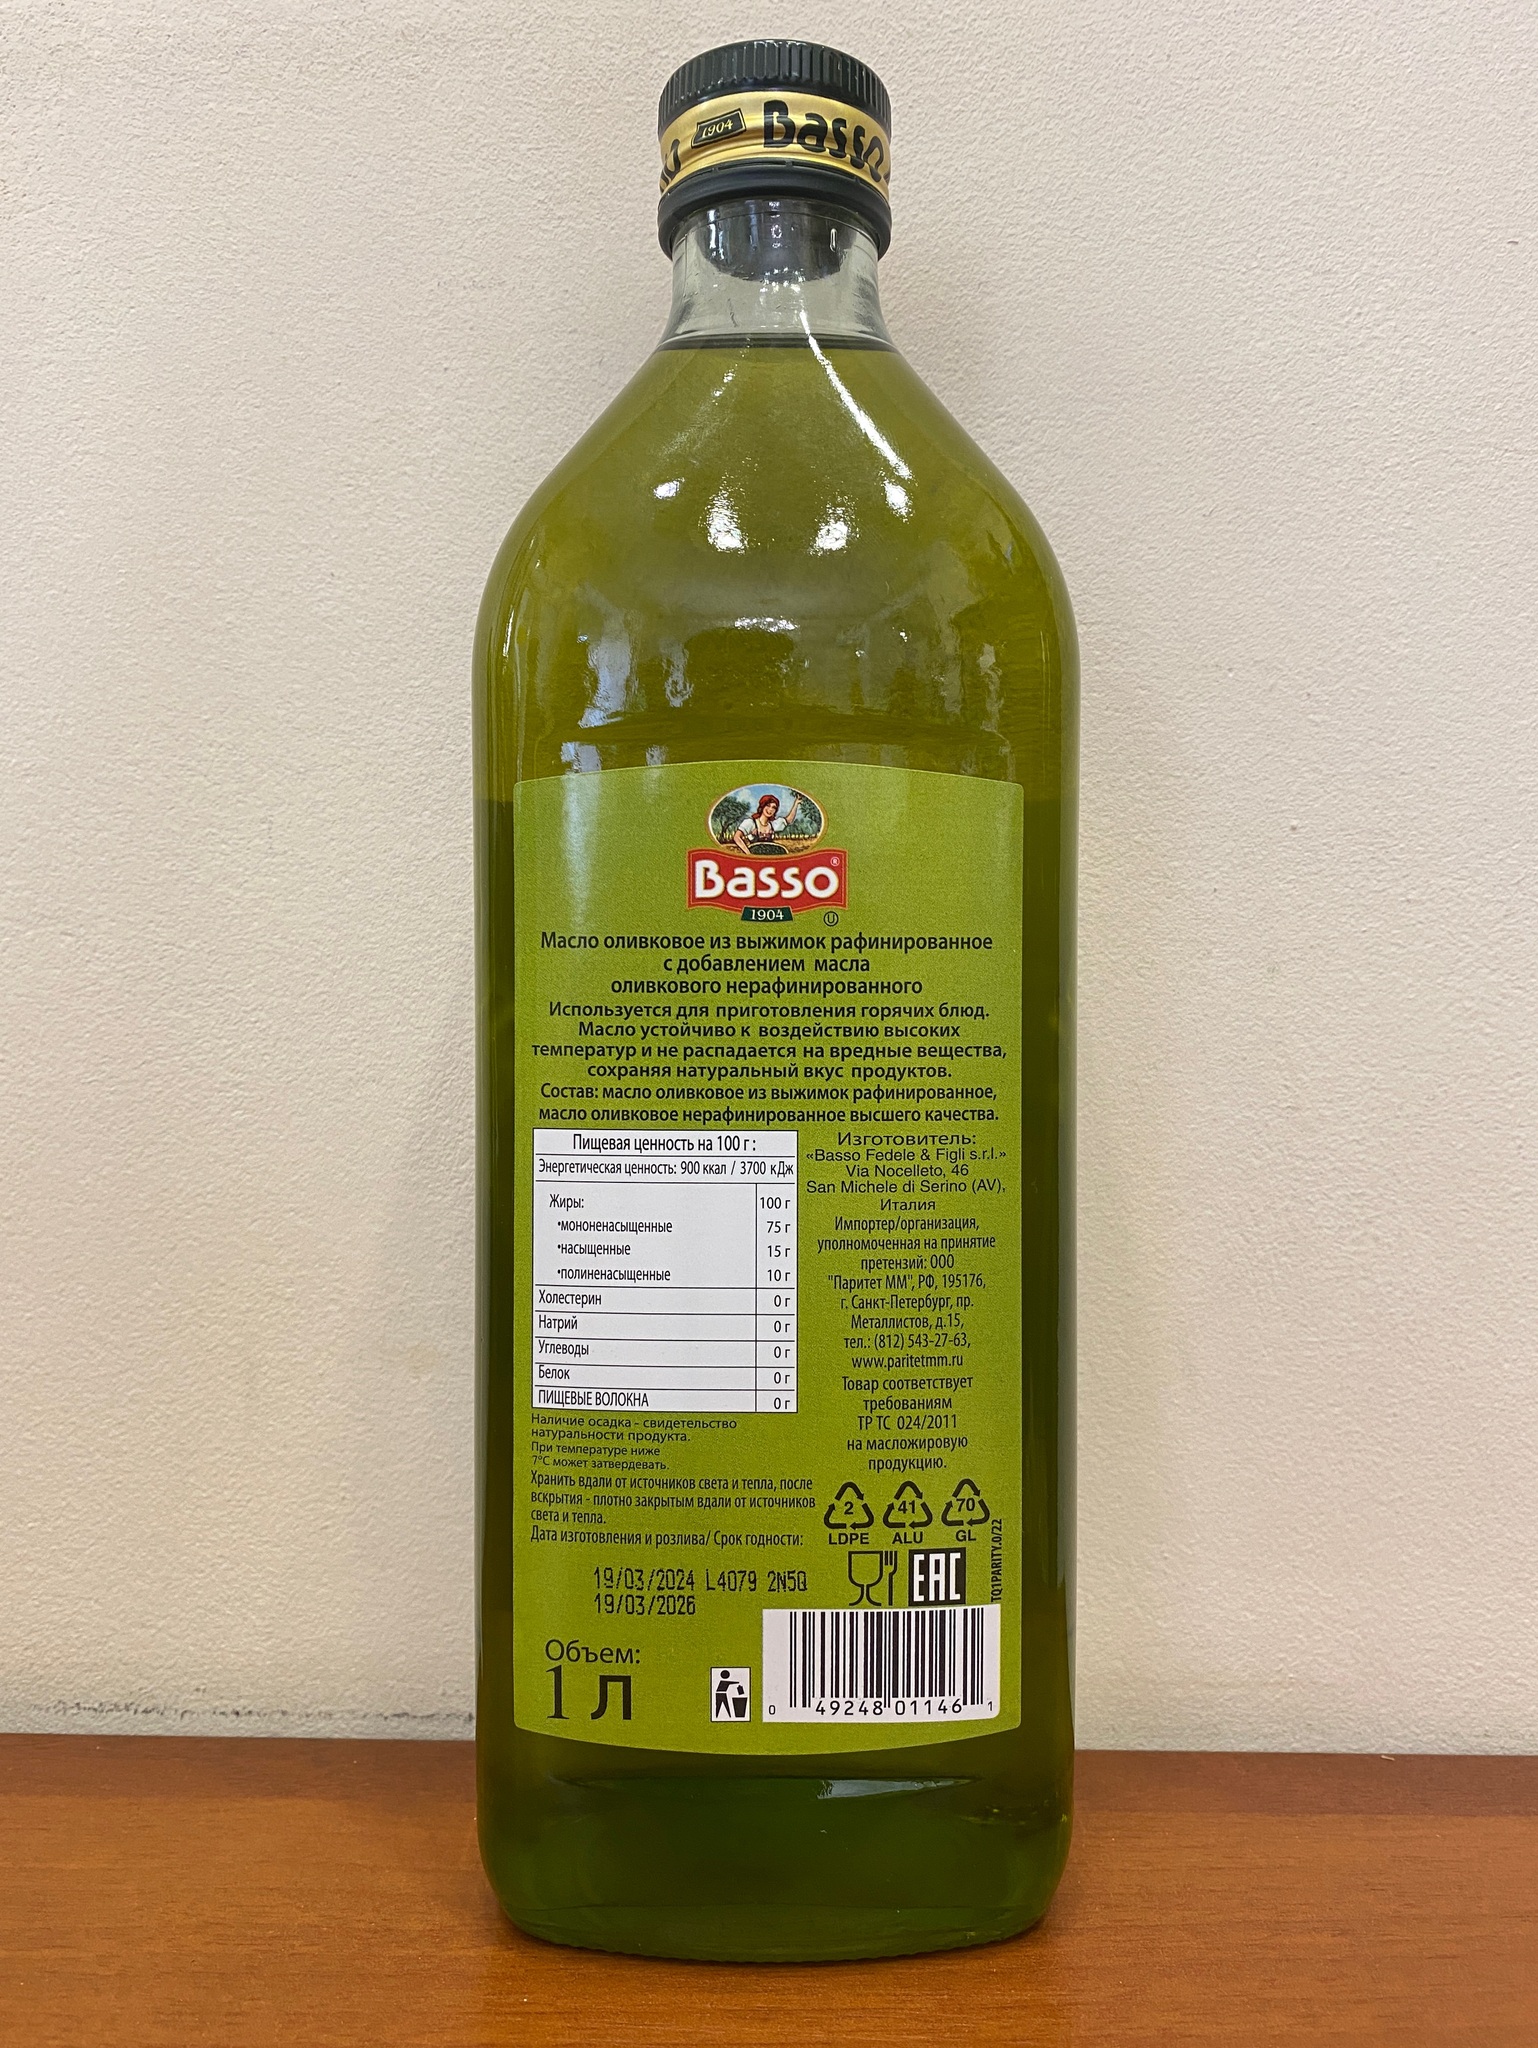 1904 Basso
Basso®
1904
U
Масло оливковое из выжимок рафинированное
с добавлением масла
оливкового нерафинированного
Используется для приготовления горячих блюд.
Масло устойчиво к воздействию высоких
температур и не распадается на вредные вещества,
сохраняя натуральный вкус продуктов.
Состав: масло оливковое из выжимок рафинированное,
масло оливковое нерафинированное высшего качества.
Пищевая ценность на 100 г :
Энергетическая ценность: 900 ккал / 3700 кДж
Жиры: 100 г
•мононенасыщенные 75 г
•насыщенные 15 г
•полиненасыщенные 10 г
Холестерин 0 г
Натрий 0 г
Углеводы 0 г
Белок 0 г
ПИЩЕВЫЕ ВОЛОКНА 0 г
Наличие осадка - свидетельство
натуральности продукта.
При температуре ниже
7°C может затвердевать.
Хранить вдали от источников света и тепла, после
вскрытия - плотно закрытым вдали от источников
света и тепла.
Дата изготовления и розлива/ Срок годности:
19/03/2024 L4079 2N5Q
19/03/2026
Объем:
1 л
Изготовитель:
«Basso Fedele & Figli s.r.l.»
Via Nocelleto, 46
San Michele di Serino (AV),
Италия
Импортер/организация,
уполномоченная на принятие
претензий: ООО
"Паритет ММ", РФ, 195176,
г. Санкт-Петербург, пр.
Металлистов, д.15,
тел.: (812) 543-27-63,
www.paritetmm.ru
Товар соответствует
требованиям
ТР ТС 024/2011
на масложировую
продукцию.
2 41 70
LDPE ALU GL
EAC
TQ1PARITY.0/22
0 49248 01146 1